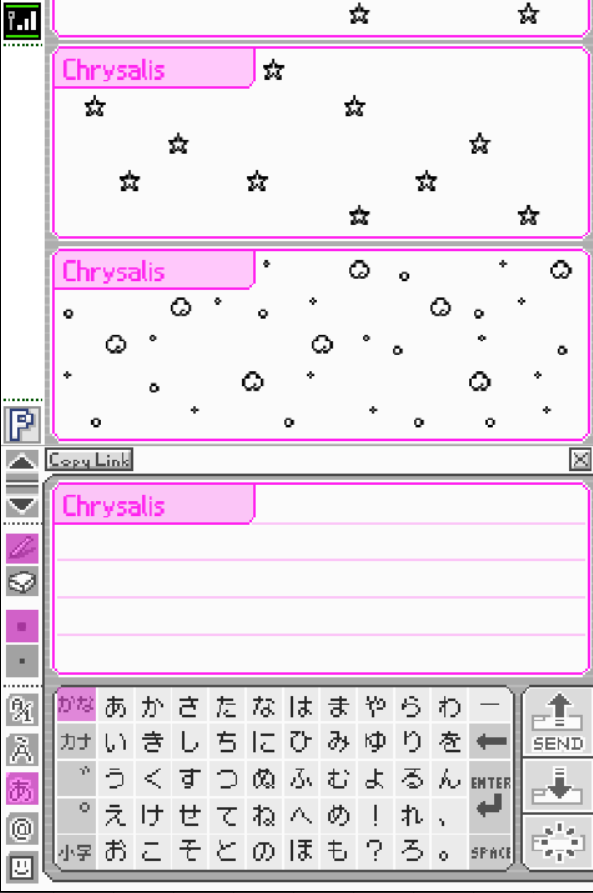 Chrysalis
Chrysalis
Copy Link
Chrysalis
かな あ か さ た な は ま や ら わ ー
カナ い き し ち に ひ み ゆ り を ←
゛ う く す つ ぬ ふ む よ る ん ENTER
゜ え け せ て ね へ め ! れ 、
小字 お こ そ と の ほ も ? ろ 。 SPACE
SEND
P
A
あ
@